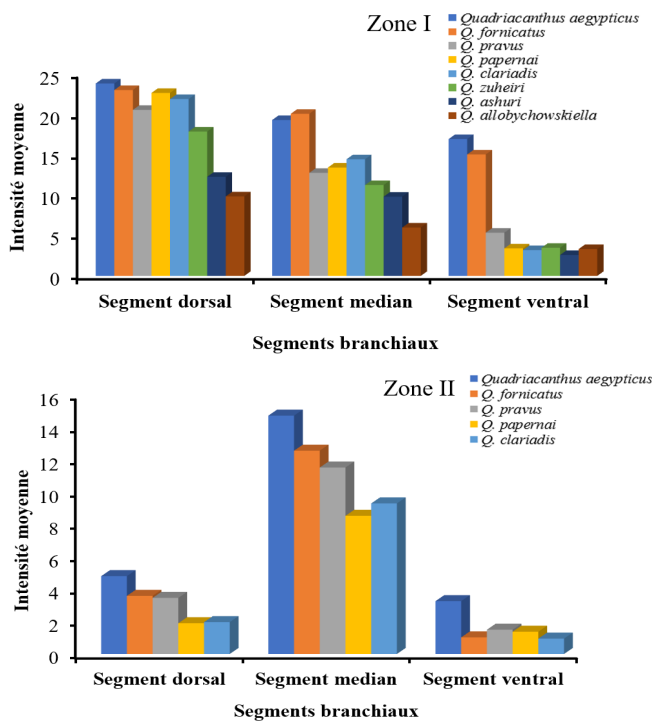 Zone I
Quadriacanthus aegypticus
Q. fornicatus
Q. pravus
Q. papernai
Q. clariadis
Q. zuheiri
Q. ashuri
Q. allobychowskiella
Intensité moyenne
25
20
15
10
5
0
Segment dorsal
Segment median
Segment ventral
Segments branchiaux
Zone II
Quadriacanthus aegypticus
Q. fornicatus
Q. pravus
Q. papernai
Q. clariadis
Intensité moyenne
16
14
12
10
8
6
4
2
0
Segment dorsal
Segment median
Segment ventral
Segments branchiaux